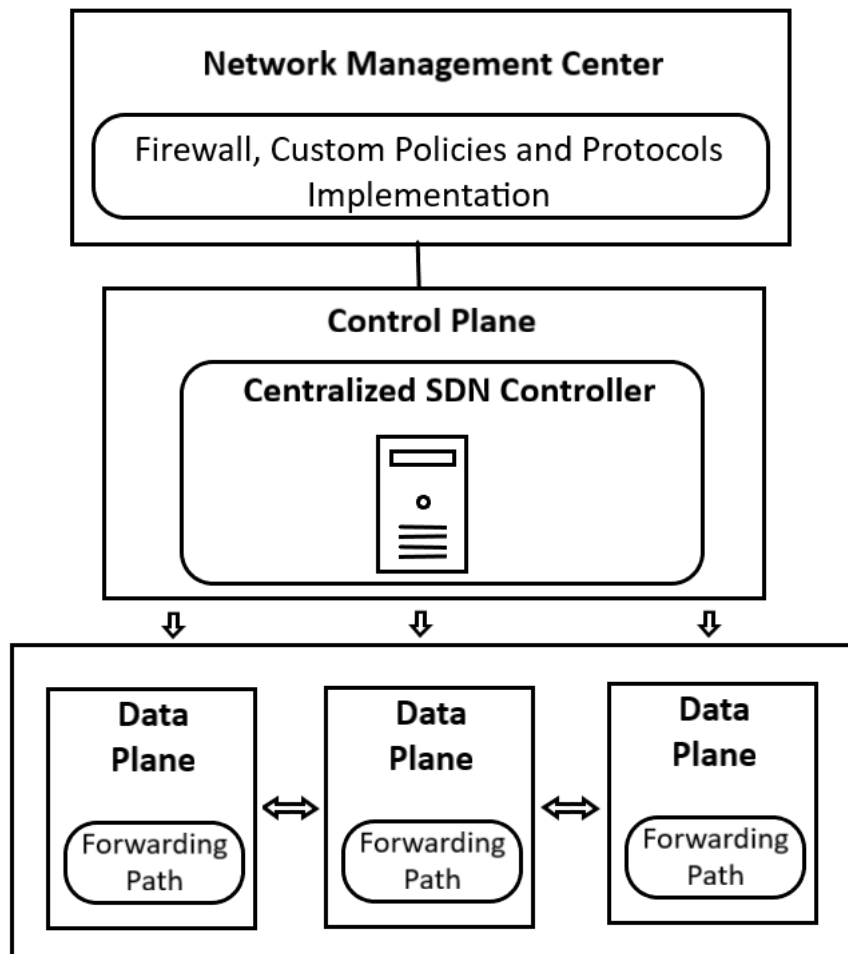 Network Management Center
Firewall, Custom Policies and Protocols
Implementation
Control Plane
Centralized SDN Controller
Data
Plane
Forwarding
Path
Data
Plane
Forwarding
Path
Data
Plane
Forwarding
Path